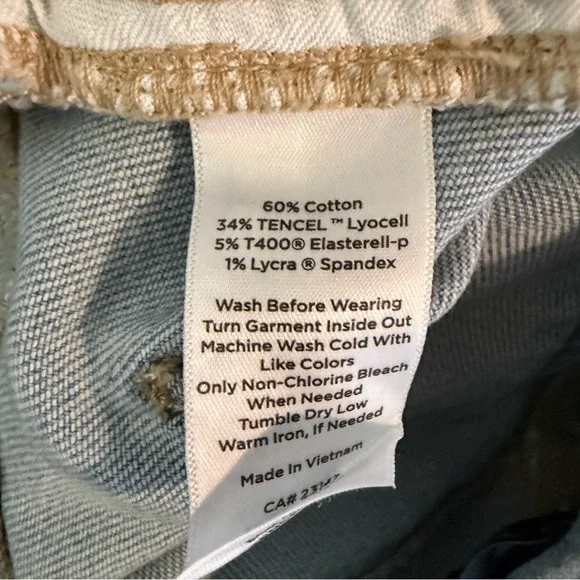 60% Cotton
34% TENCEL™ Lyocell
5% T400® Elasterell-p
1% Lycra ® Spandex
Wash Before Wearing
Turn Garment Inside Out
Machine Wash Cold With
Like Colors
Only Non-Chlorine Bleach
When Needed
Tumble Dry Low
Warm Iron, If Needed
Made In Vietnam
CA#